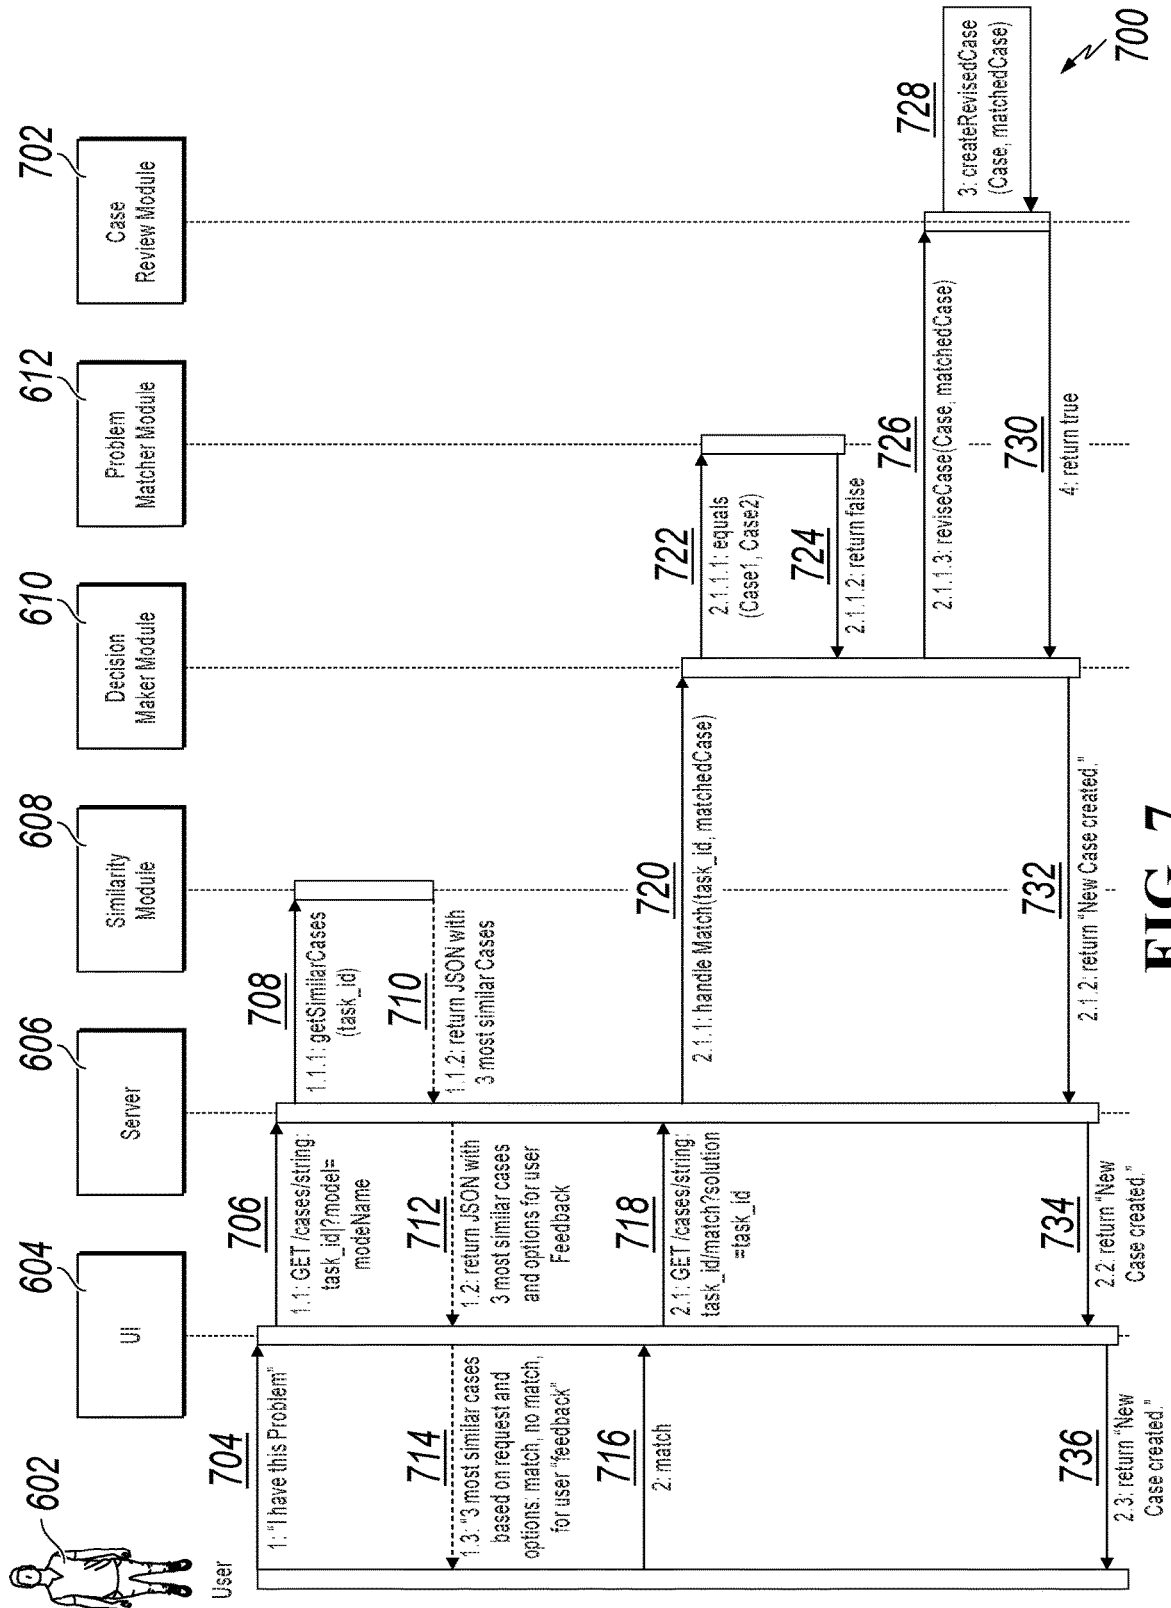 602
User
604
UI
606
Server
608
Similarity
Module
610
Decision
Maker Module
612
Problem
Matcher Module
702
Case
Review Module
704
1: "I have this Problem"
706
1.1: GET /cases/string:
task_id|?model=
modeName
708
1.1.1: getSimilarCases
(task_id)
710
1.1.2: return JSON with
3 most similar Cases
712
1.2: return JSON with
3 most similar cases
and options for user
Feedback
714
1.3: "3 most similar cases
based on request and
options: match, no match,
for user "feedback"
716
2: match
718
2.1: GET /cases/string:
task_id/match?solution
=task_id
720
2.1.1: handle Match(task_id, matchedCase)
722
2.1.1.1: equals
(Case1, Case2)
724
2.1.1.2: return false
726
2.1.1.3: reviseCase(Case, matchedCase)
728
3: createRevisedCase
(Case, matchedCase)
730
4: return true
732
2.1.2: return "New Case created."
734
2.2: return "New
Case created."
736
2.3: return "New
Case created."
700
FIG. 7